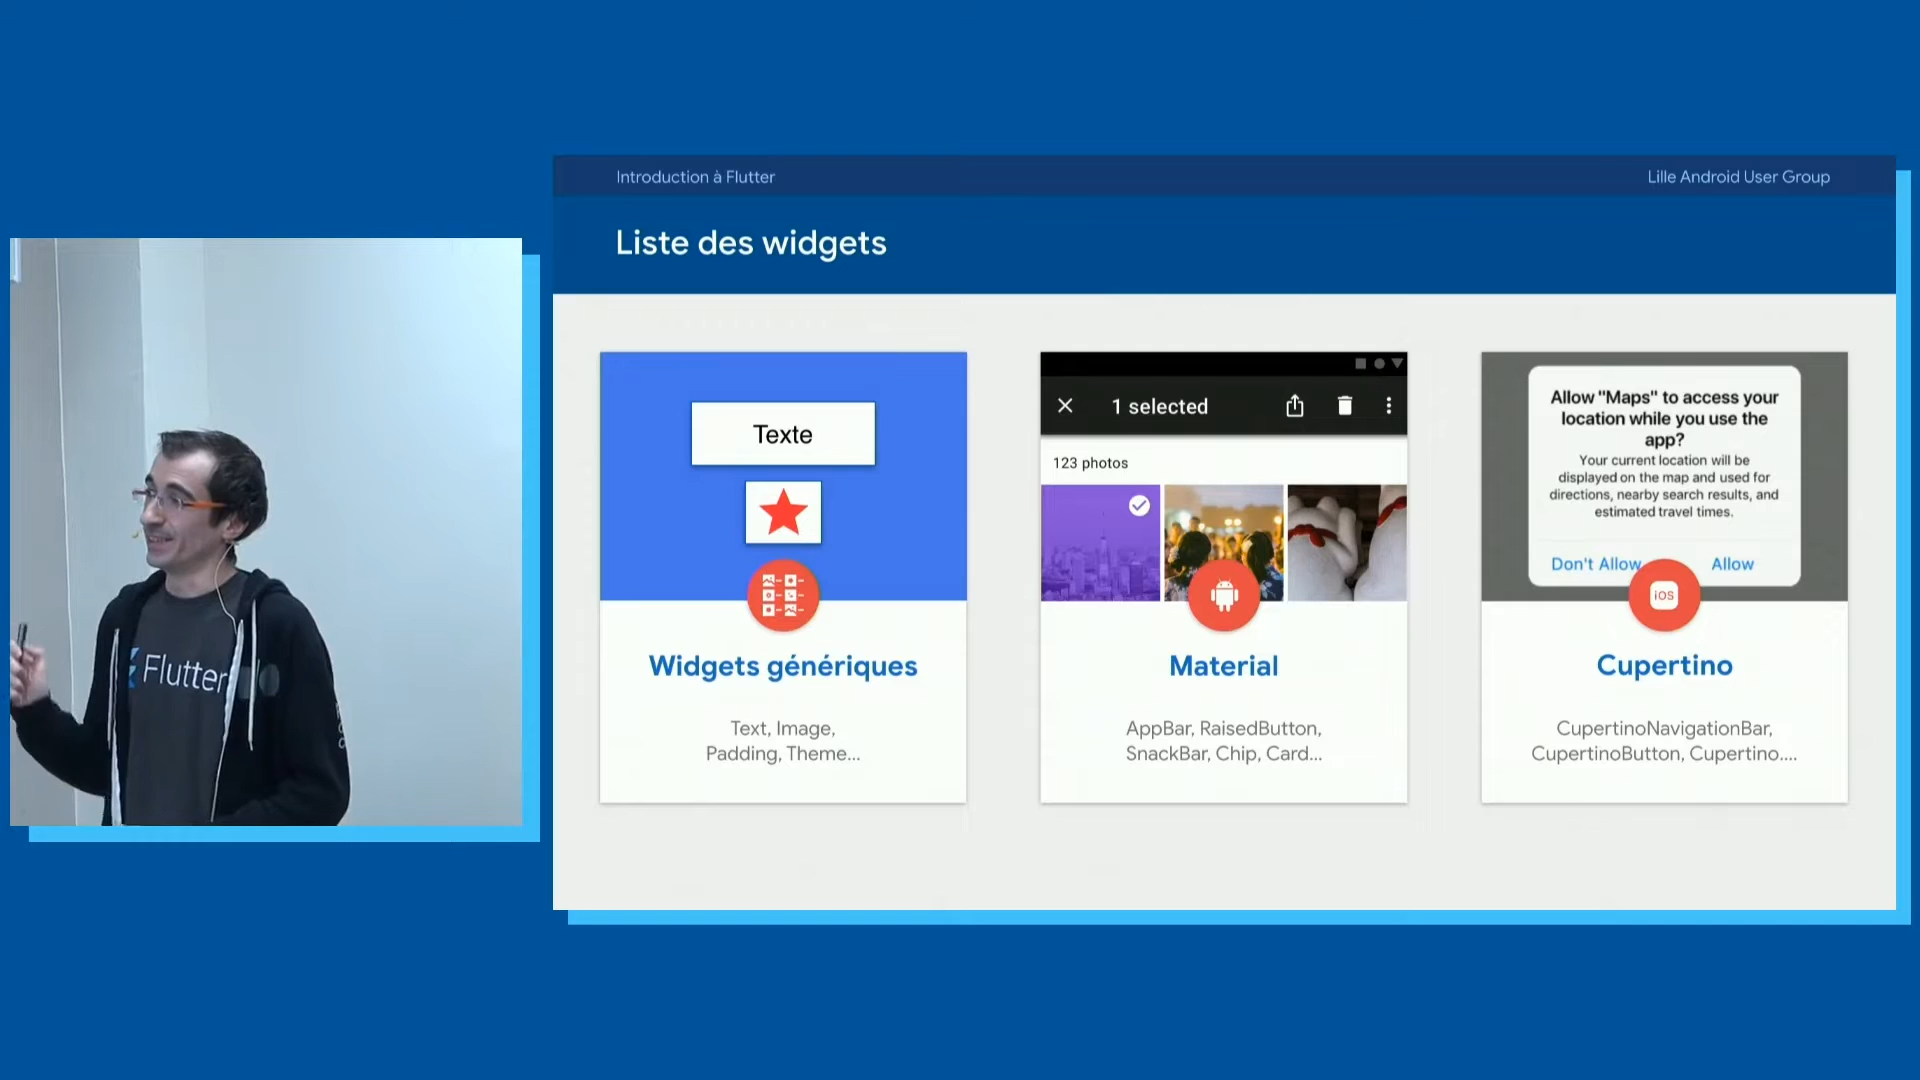 Introduction à Flutter
Lille Android User Group
Liste des widgets
Texte
Widgets génériques
Text, Image,
Padding, Theme...
1 selected
123 photos
Material
AppBar, RaisedButton,
SnackBar, Chip, Card...
Allow "Maps" to access your
location while you use the
app?
Your current location will be
displayed on the map and used for
directions, nearby search results, and
estimated travel times.
Don't Allow
Allow
iOS
Cupertino
CupertinoNavigationBar,
CupertinoButton, Cupertino....
Flutter